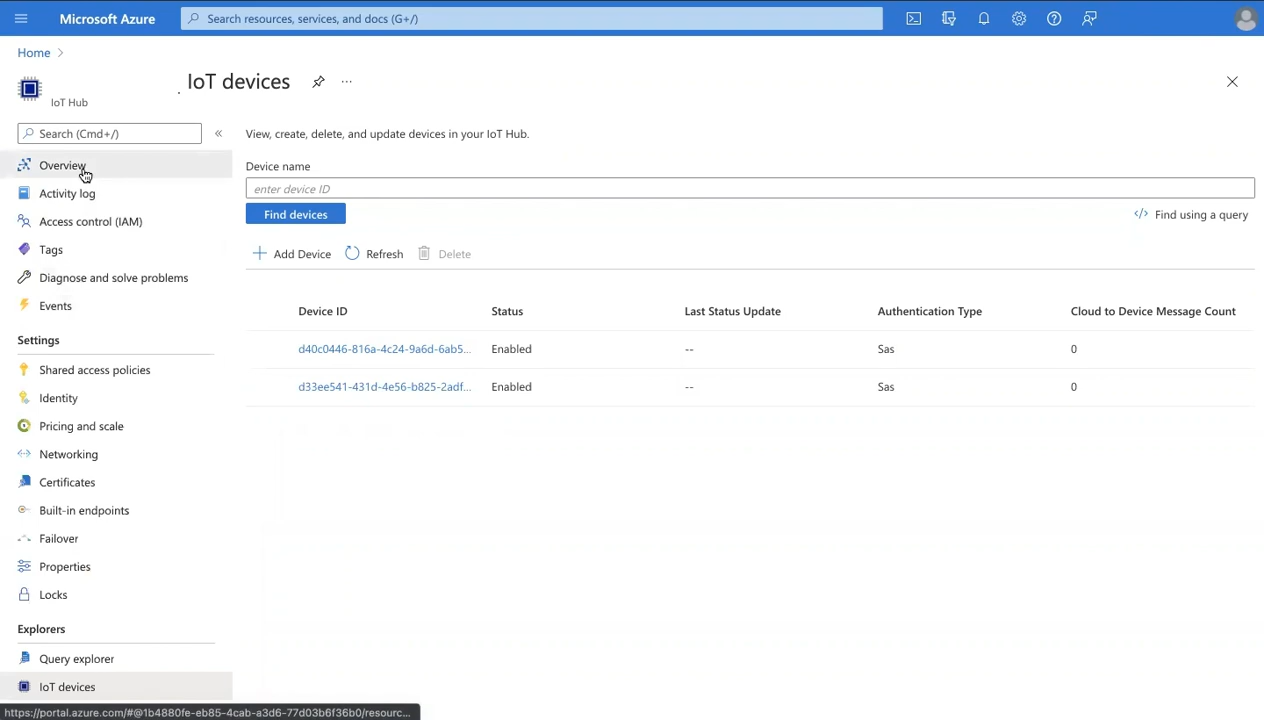 Microsoft Azure
Search resources, services, and docs (G+/)
Home
IoT devices
...
IoT Hub
Search (Cmd+/)
«
Overview
Activity log
Access control (IAM)
Tags
Diagnose and solve problems
Events
Settings
Shared access policies
Identity
Pricing and scale
Networking
Certificates
Built-in endpoints
Failover
Properties
Locks
Explorers
Query explorer
IoT devices
View, create, delete, and update devices in your IoT Hub.
Device name
enter device ID
Find devices
</> Find using a query
Add Device Refresh Delete
Device ID Status Last Status Update Authentication Type Cloud to Device Message Count
d40c0446-816a-4c24-9a6d-6ab5... Enabled -- Sas 0
d33ee541-431d-4e56-b825-2adf... Enabled -- Sas 0
https://portal.azure.com/#@1b4880fe-eb85-4cab-a3d6-77d03b6f36b0/resourc...